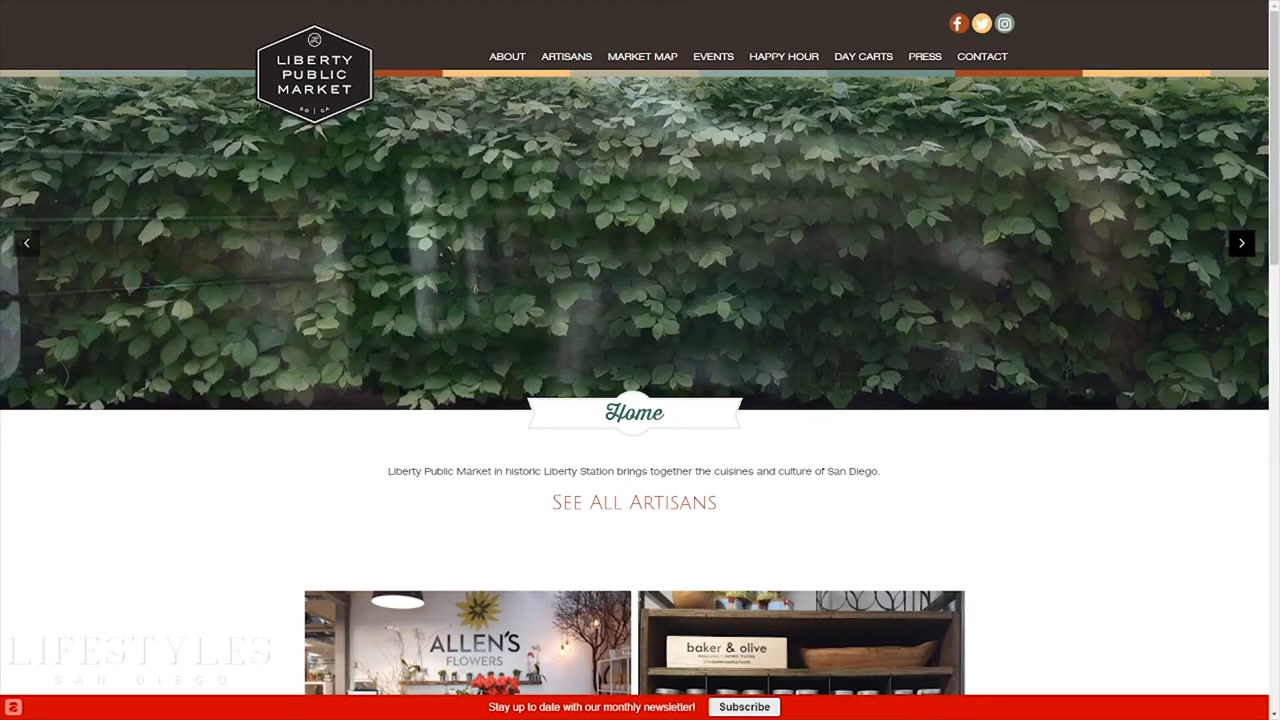 LIBERTY
PUBLIC
MARKET
SD | CA
ABOUT ARTISANS MARKET MAP EVENTS HAPPY HOUR DAY CARTS PRESS CONTACT
Home
Liberty Public Market in historic Liberty Station brings together the cuisines and culture of San Diego.
SEE ALL ARTISANS
ALLEN'S
FLOWERS
baker & olive
LIFESTYLES
SAN DIEGO
Stay up to date with our monthly newsletter! Subscribe